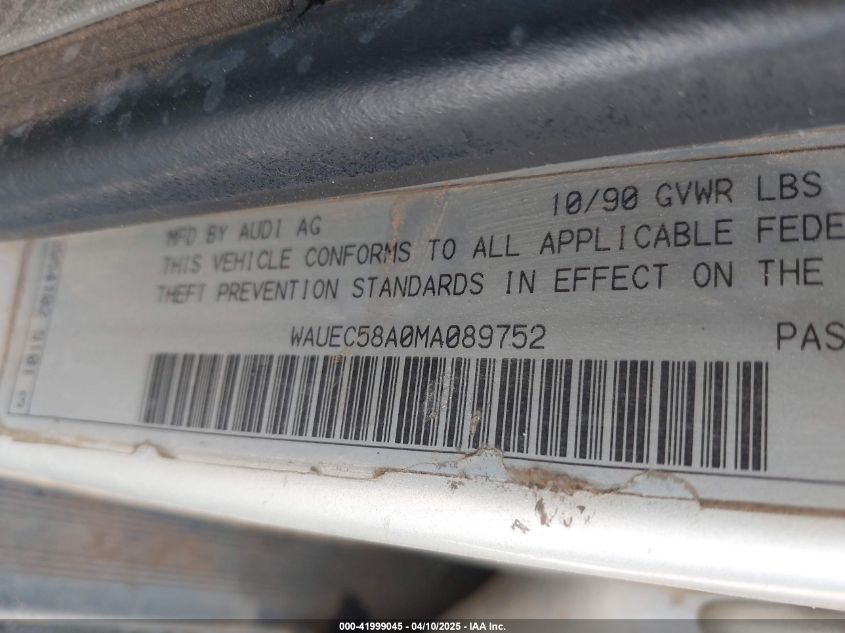 10/90 GVWR LBS
MFD BY AUDI AG
THIS VEHICLE CONFORMS TO ALL APPLICABLE FEDE
THEFT PREVENTION STANDARDS IN EFFECT ON THE
WAUEC58A0MA089752 PAS
000-41999045 - 04/10/2025 - IAA Inc.